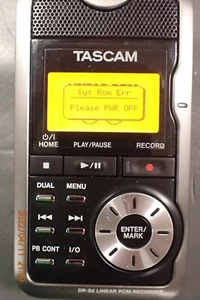 TASCAM
Sys Rom Err
Please PWR OFF
HOME
PLAY/PAUSE
RECORD
DUAL
MENU
PB CONT
I/O
ENTER/
MARK
DR-2d LINEAR PCM RECORDER